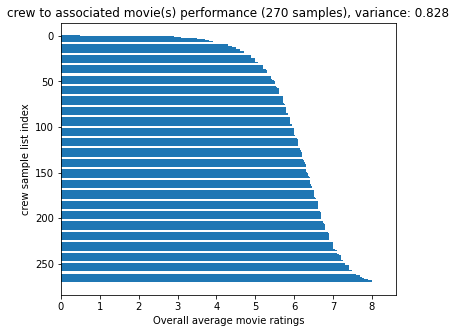 crew to associated movie(s) performance (270 samples), variance: 0.828
0
50
100
150
200
250
crew sample list index
0 1 2 3 4 5 6 7 8
Overall average movie ratings